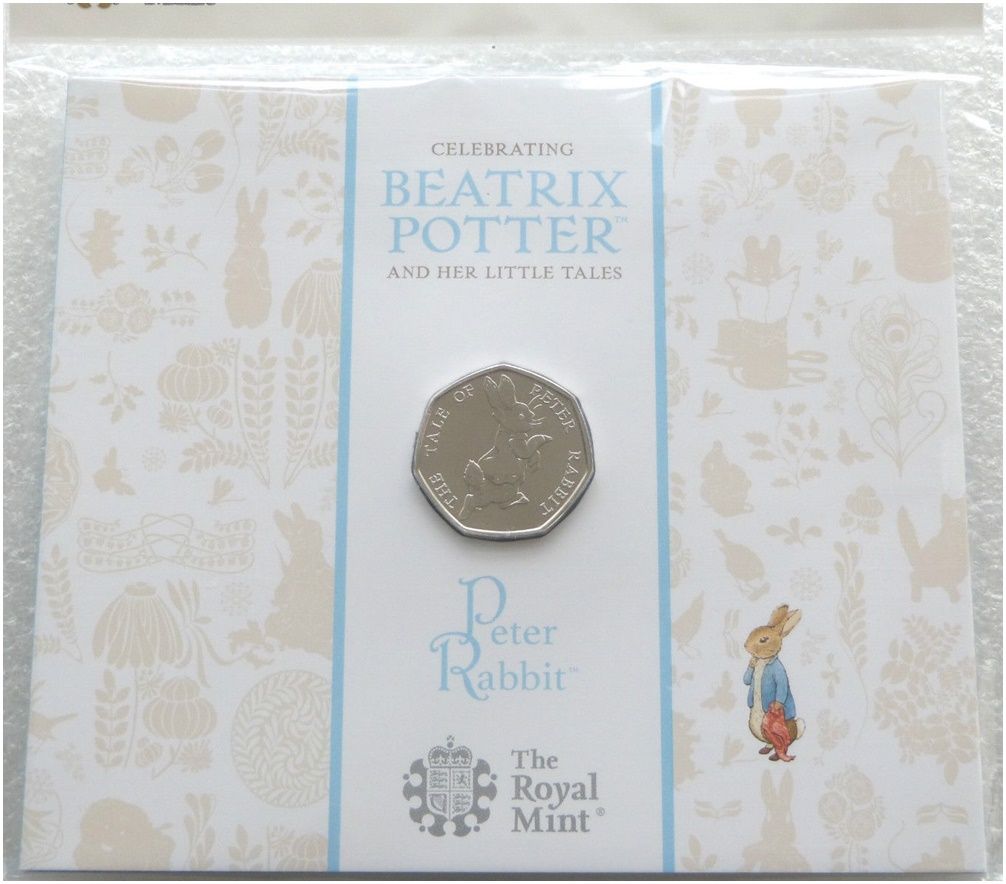 CELEBRATING
BEATRIX
POTTER™
AND HER LITTLE TALES
THE TALE OF PETER RABBIT
Peter
Rabbit™
The
Royal
Mint®